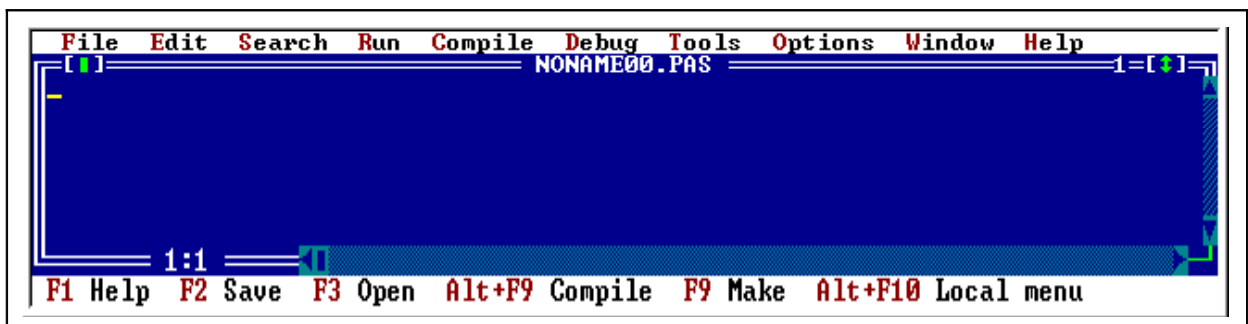 File Edit Search Run Compile Debug Tools Options Window Help
[▮] NONAME00.PAS 1=[↕]
1:1
F1 Help F2 Save F3 Open Alt+F9 Compile F9 Make Alt+F10 Local menu